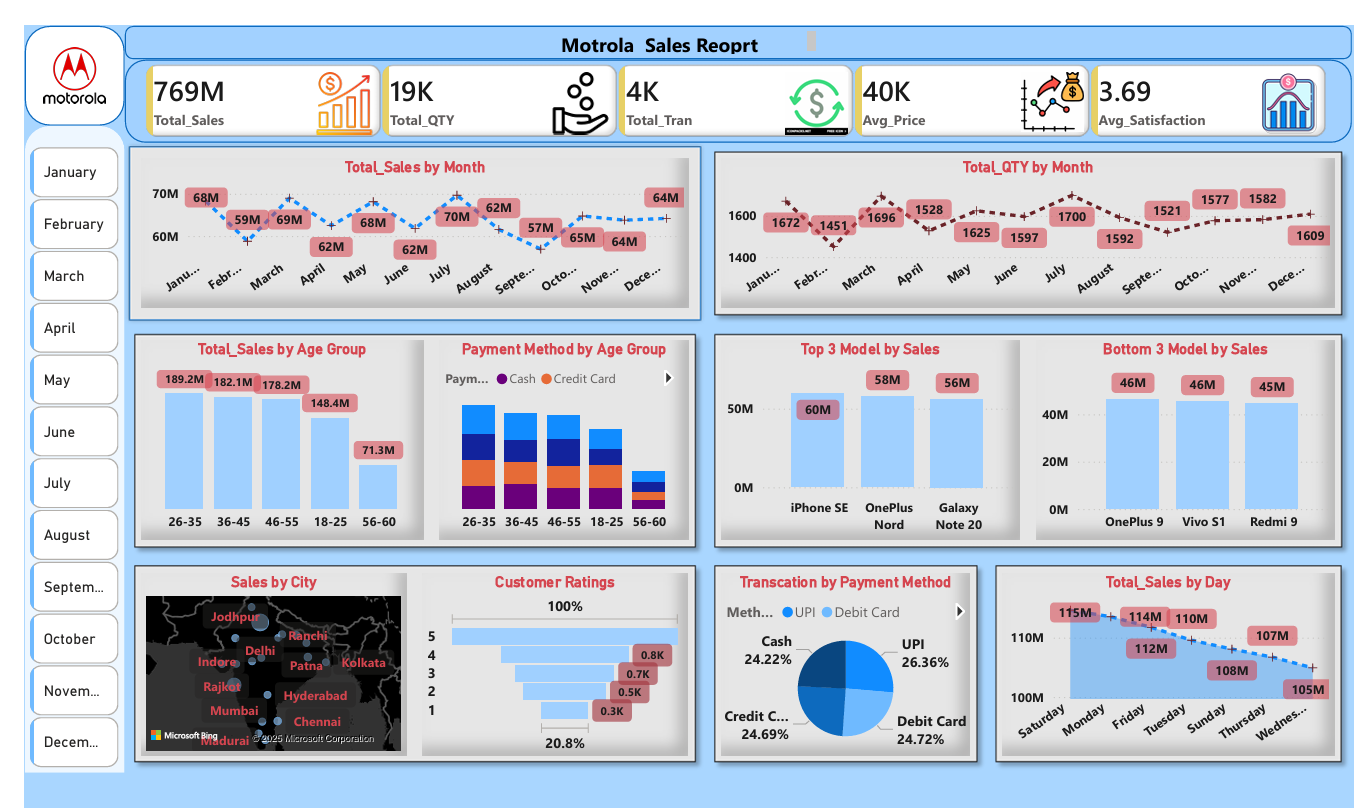 motorola
Motrola  Sales Reoprt
769M
Total_Sales
19K
Total_QTY
4K
Total_Tran
40K
Avg_Price
3.69
Avg_Satisfaction
January
February
March
April
May
June
July
August
Septem...
October
Novem...
Decem...
Total_Sales by Month
70M
60M
68M
59M
69M
62M
68M
62M
70M
62M
57M
65M
64M
64M
Janu...
Febr...
March
April
May
June
July
August
Septe...
Octo...
Nove...
Dece...
Total_QTY by Month
1600
1400
1672
1451
1696
1528
1625
1597
1700
1592
1521
1577
1582
1609
Janu...
Febr...
March
April
May
June
July
August
Septe...
Octo...
Nove...
Dece...
Total_Sales by Age Group
189.2M
182.1M
178.2M
148.4M
71.3M
26-35
36-45
46-55
18-25
56-60
Payment Method by Age Group
Paym... Cash Credit Card
26-35
36-45
46-55
18-25
56-60
Top 3 Model by Sales
50M
0M
60M
58M
56M
iPhone SE
OnePlus
Nord
Galaxy
Note 20
Bottom 3 Model by Sales
40M
20M
0M
46M
46M
45M
OnePlus 9
Vivo S1
Redmi 9
Sales by City
Jodhpur
Ranchi
Delhi
Indore
Patna
Kolkata
Rajkot
Hyderabad
Mumbai
Chennai
Madurai
Microsoft Bing
© 2025 Microsoft Corporation
Customer Ratings
100%
5
4
0.8K
3
0.7K
2
0.5K
1
0.3K
20.8%
Transcation by Payment Method
Meth... UPI Debit Card
Cash
24.22%
UPI
26.36%
Credit C...
24.69%
Debit Card
24.72%
Total_Sales by Day
110M
100M
115M
114M
112M
110M
108M
107M
105M
Saturday
Monday
Friday
Tuesday
Sunday
Thursday
Wednes...